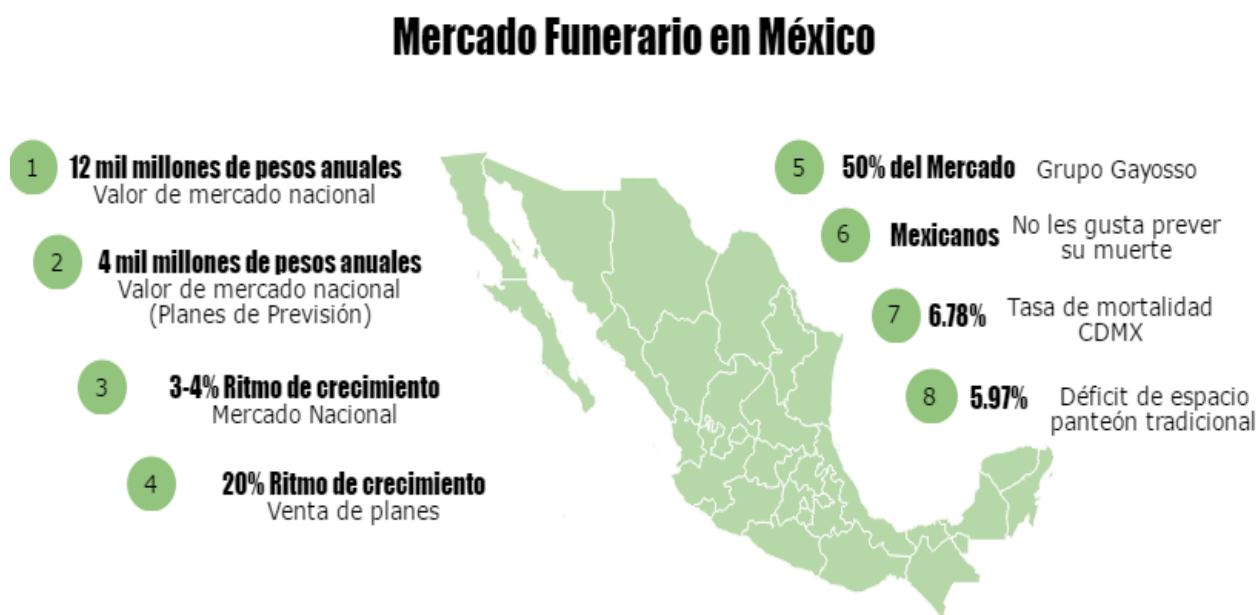 Mercado Funerario en México
1
12 mil millones de pesos anuales
Valor de mercado nacional
2
4 mil millones de pesos anuales
Valor de mercado nacional
(Planes de Previsión)
3
3-4% Ritmo de crecimiento
Mercado Nacional
4
20% Ritmo de crecimiento
Venta de planes
5
50% del Mercado Grupo Gayosso
6
Mexicanos No les gusta prever
su muerte
7
6.78% Tasa de mortalidad
CDMX
8
5.97% Déficit de espacio
panteón tradicional